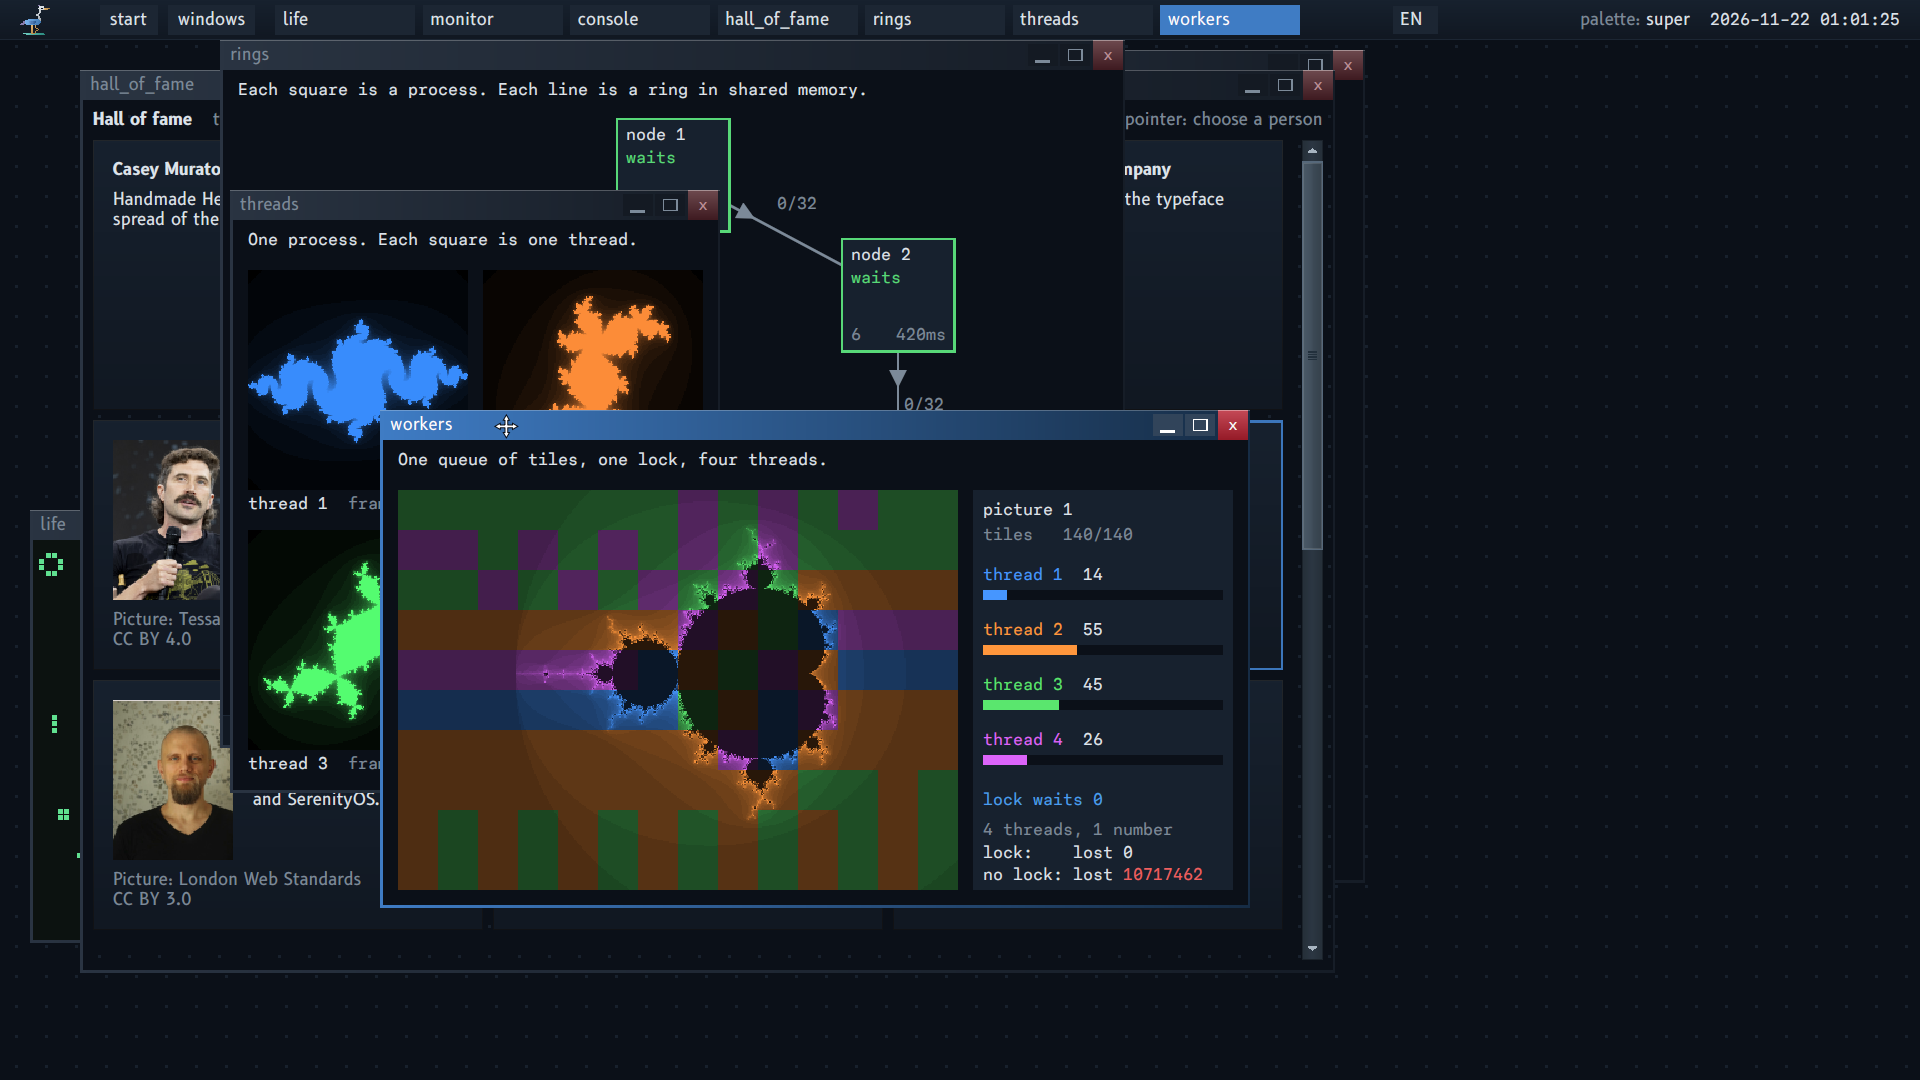 start windows life monitor console hall_of_fame rings threads workers EN palette: super 2026-11-22 01:01:25
rings
x
x
hall_of_fame
x
Each square is a process. Each line is a ring in shared memory.
Hall of fame
pointer: choose a person
node 1
waits
Casey Murato
Handmade He
spread of the
mpany
the typeface
0/32
threads
x
One process. Each square is one thread.
node 2
waits
6 420ms
0/32
thread 1
thread 3
workers
x
One queue of tiles, one lock, four threads.
picture 1
tiles 140/140
thread 1 14
thread 2 55
thread 3 45
thread 4 26
lock waits 0
4 threads, 1 number
lock: lost 0
no lock: lost 10717462
life
Picture: Tessa
CC BY 4.0
and SerenityOS.
Picture: London Web Standards
CC BY 3.0